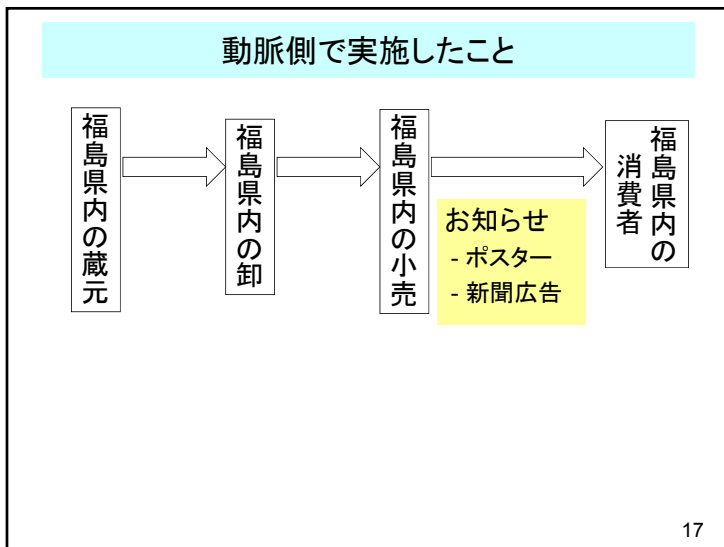 動脈側で実施したこと
福島県内の蔵元
福島県内の卸
福島県内の小売
お知らせ
- ポスター
- 新聞広告
福島県内の
消費者
17